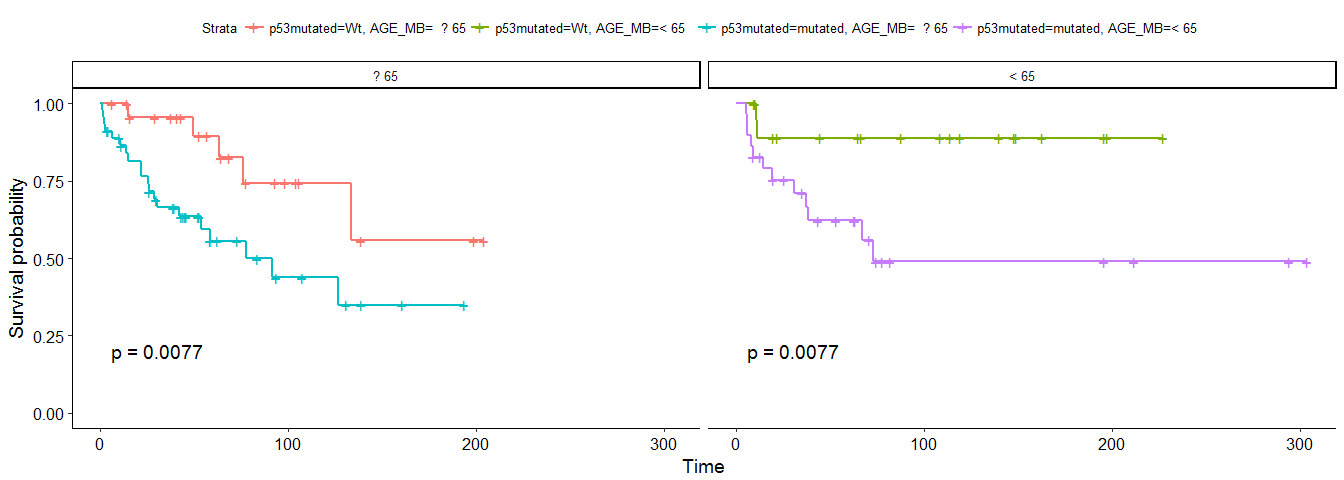 Strata p53mutated=Wt, AGE_MB= ? 65 p53mutated=Wt, AGE_MB=< 65 p53mutated=mutated, AGE_MB= ? 65 p53mutated=mutated, AGE_MB=< 65
? 65
< 65
Survival probability
1.00
0.75
0.50
0.25
0.00
p = 0.0077
p = 0.0077
0 100 200 300
0 100 200 300
Time